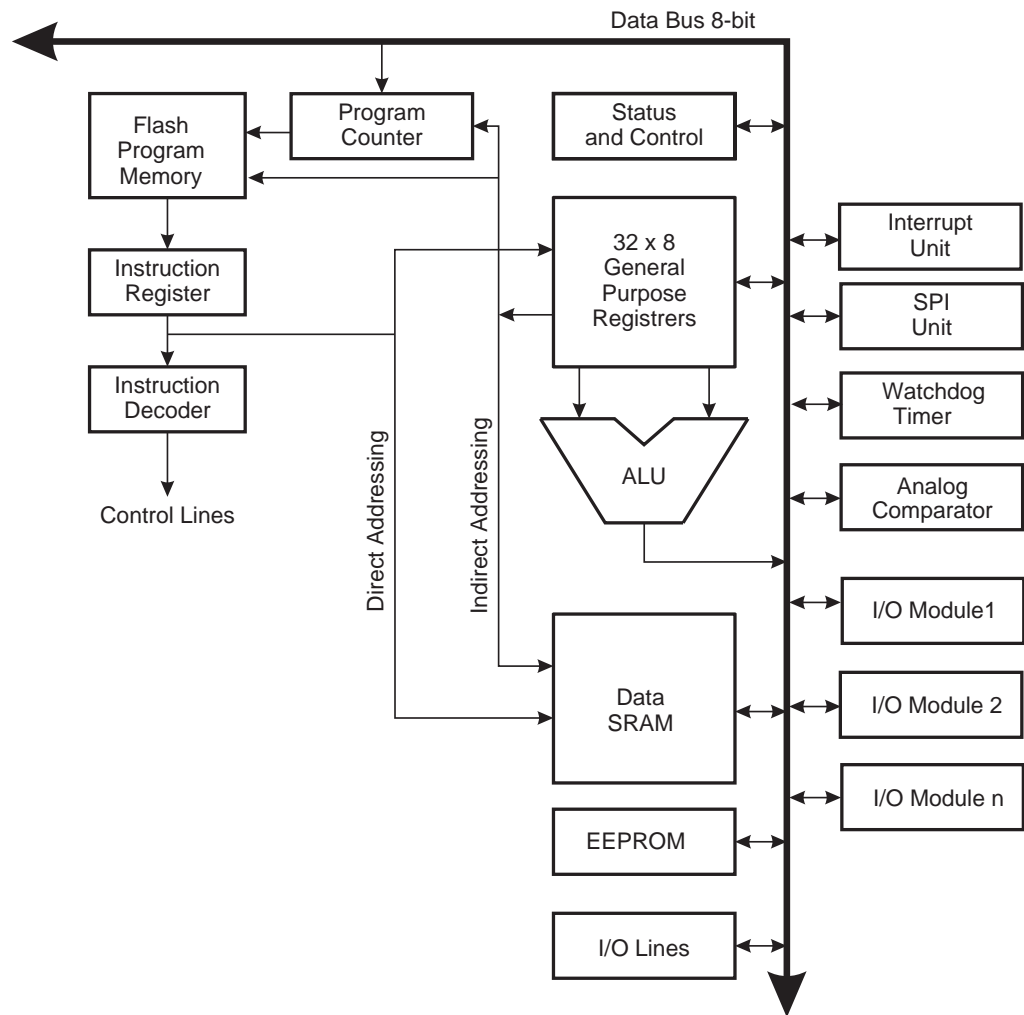 Data Bus 8-bit
Flash
Program
Memory
Program
Counter
Status
and Control
Instruction
Register
32 x 8
General
Purpose
Registrers
Interrupt
Unit
SPI
Unit
Instruction
Decoder
Watchdog
Timer
Control Lines
Direct Addressing
Indirect Addressing
ALU
Analog
Comparator
I/O Module1
Data
SRAM
I/O Module 2
I/O Module n
EEPROM
I/O Lines